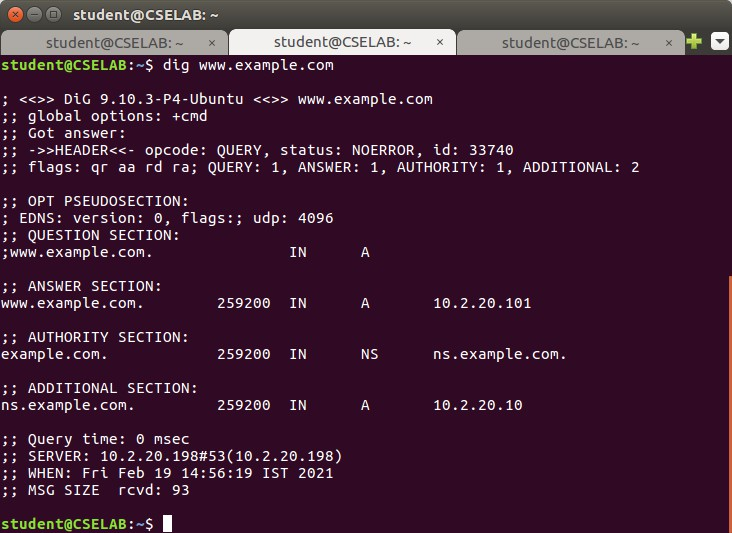 student@CSELAB: ~
student@CSELAB: ~ × student@CSELAB: ~ × student@CSELAB: ~ ×
student@CSELAB:~$ dig www.example.com
; <<>> DiG 9.10.3-P4-Ubuntu <<>> www.example.com
;; global options: +cmd
;; Got answer:
;; ->>HEADER<<- opcode: QUERY, status: NOERROR, id: 33740
;; flags: qr aa rd ra; QUERY: 1, ANSWER: 1, AUTHORITY: 1, ADDITIONAL: 2
;; OPT PSEUDOSECTION:
; EDNS: version: 0, flags:; udp: 4096
;; QUESTION SECTION:
;www.example.com. IN A
;; ANSWER SECTION:
www.example.com. 259200 IN A 10.2.20.101
;; AUTHORITY SECTION:
example.com. 259200 IN NS ns.example.com.
;; ADDITIONAL SECTION:
ns.example.com. 259200 IN A 10.2.20.10
;; Query time: 0 msec
;; SERVER: 10.2.20.198#53(10.2.20.198)
;; WHEN: Fri Feb 19 14:56:19 IST 2021
;; MSG SIZE rcvd: 93
student@CSELAB:~$